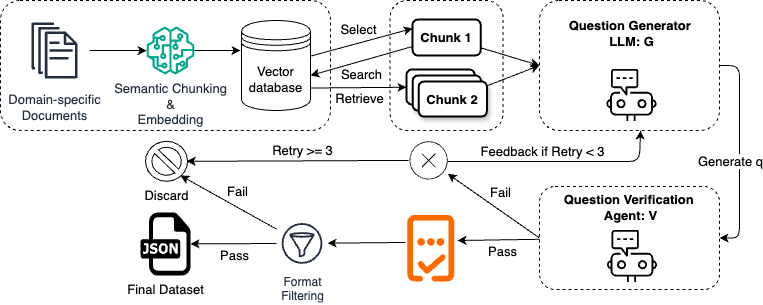 Domain-specific
Documents
Semantic Chunking
&
Embedding
Vector
database
Select
Search
Retrieve
Chunk 1
Chunk 2
Question Generator
LLM: G
Generate q
Retry >= 3
Feedback if Retry < 3
Discard
Fail
Fail
Question Verification
Agent: V
JSON
Pass
Pass
Final Dataset
Format
Filtering